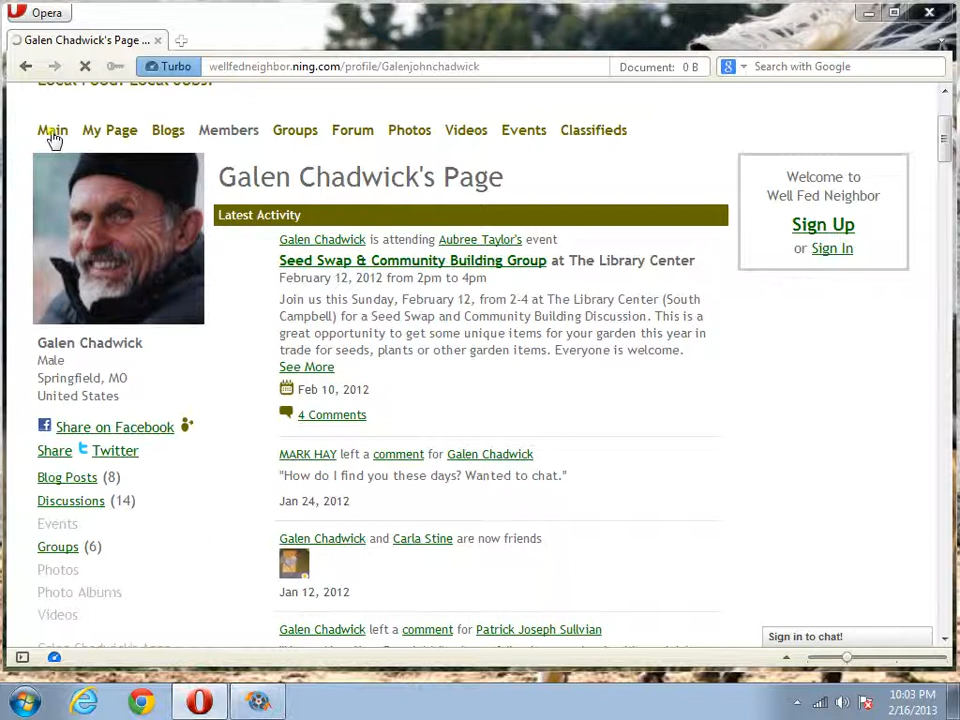 Opera
Galen Chadwick's Page ...
Turbo
wellfedneighbor.ning.com/profile/Galenjohnchadwick
Document: 0 B
Search with Google
Local Food. Local Jobs.
Main My Page Blogs Members Groups Forum Photos Videos Events Classifieds
Galen Chadwick's Page
Welcome to
Well Fed Neighbor
Sign Up
or Sign In
Latest Activity
Galen Chadwick is attending Aubree Taylor's event
Seed Swap & Community Building Group at The Library Center
February 12, 2012 from 2pm to 4pm
Join us this Sunday, February 12, from 2-4 at The Library Center (South
Campbell) for a Seed Swap and Community Building Discussion. This is a
great opportunity to get some unique items for your garden this year in
trade for seeds, plants or other garden items. Everyone is welcome.
See More
Feb 10, 2012
4 Comments
Galen Chadwick
Male
Springfield, MO
United States
Share on Facebook
Share Twitter
Blog Posts (8)
Discussions (14)
Events
Groups (6)
Photos
Photo Albums
Videos
MARK HAY left a comment for Galen Chadwick
"How do I find you these days? Wanted to chat."
Jan 24, 2012
Galen Chadwick and Carla Stine are now friends
Jan 12, 2012
Galen Chadwick left a comment for Patrick Joseph Sullvian
Sign in to chat!
10:03 PM
2/16/2013